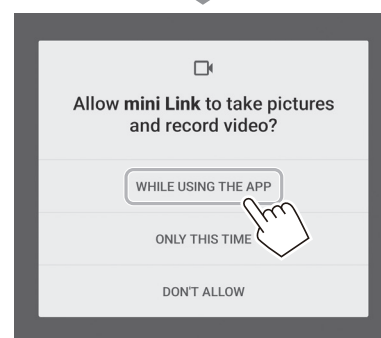 Allow mini Link to take pictures
and record video?
WHILE USING THE APP
ONLY THIS TIME
DON'T ALLOW